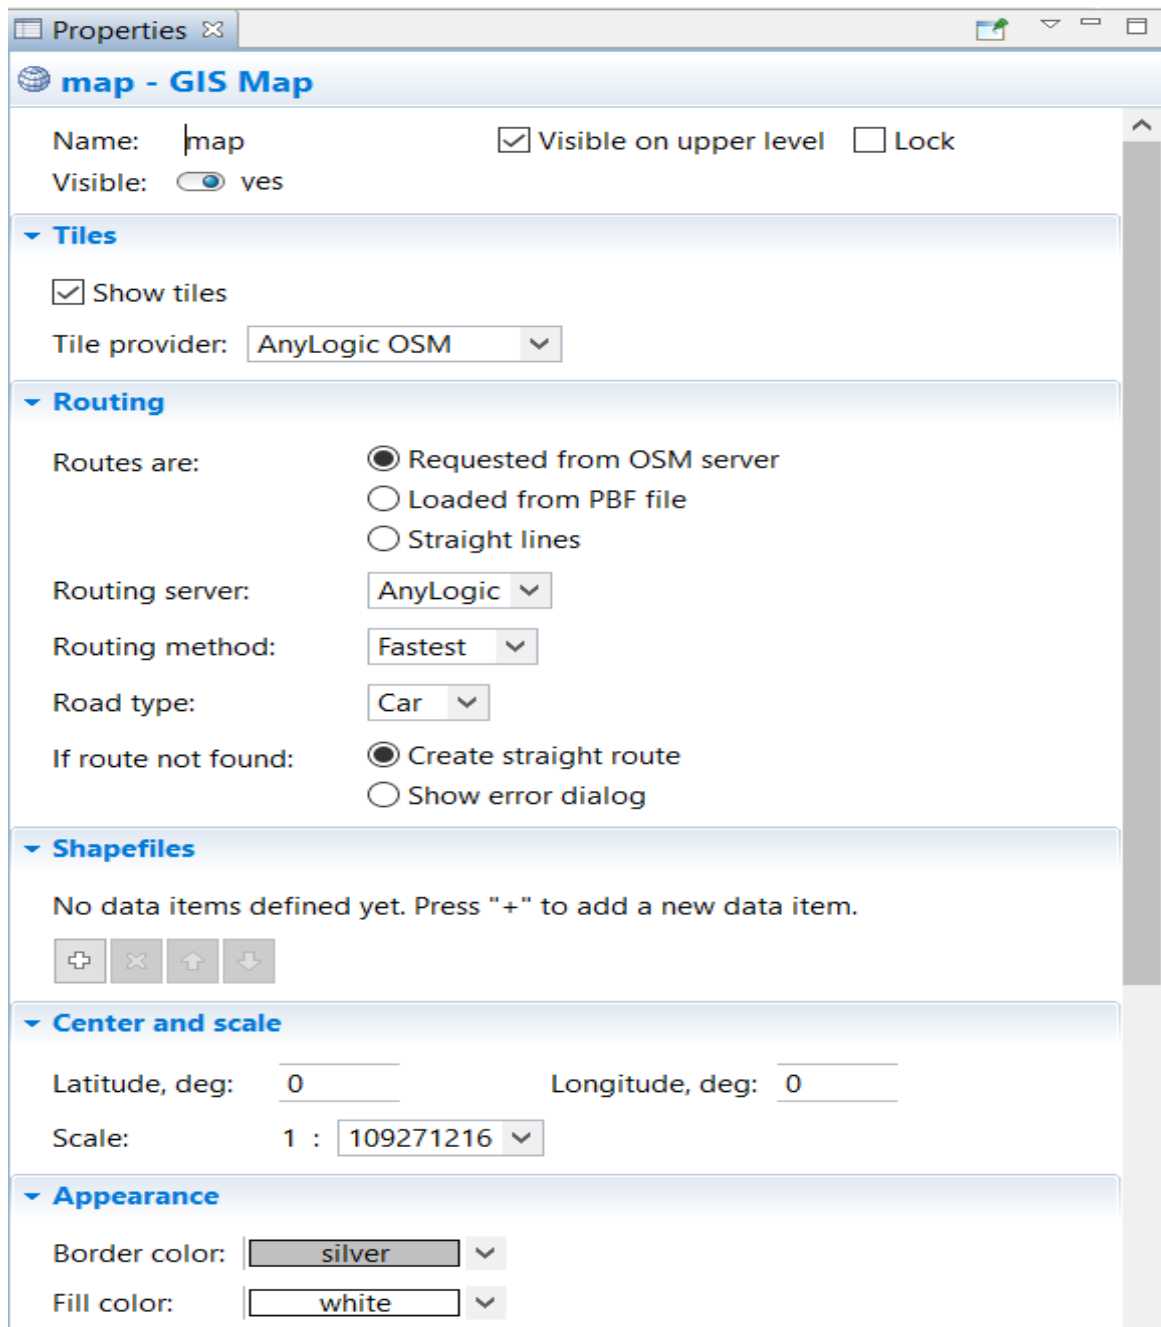 Properties
map - GIS Map
Name: map Visible on upper level Lock
Visible: yes
Tiles
Show tiles
Tile provider: AnyLogic OSM
Routing
Routes are: Requested from OSM server
Loaded from PBF file
Straight lines
Routing server: AnyLogic
Routing method: Fastest
Road type: Car
If route not found: Create straight route
Show error dialog
Shapefiles
No data items defined yet. Press "+" to add a new data item.
Center and scale
Latitude, deg: 0 Longitude, deg: 0
Scale: 1 : 109271216
Appearance
Border color: silver
Fill color: white